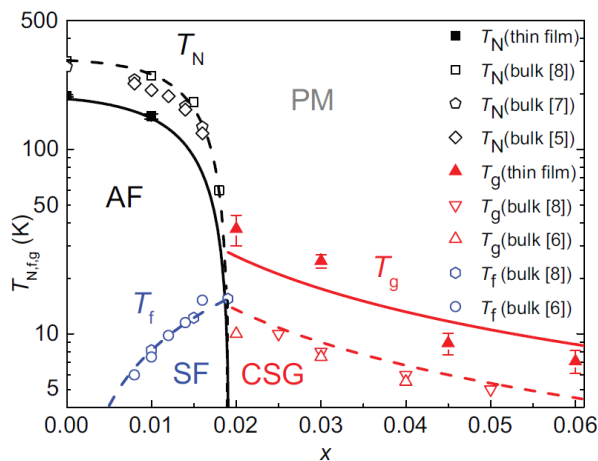 500
100
50
10
5
T_N,f,g (K)
0.00
0.01
0.02
0.03
0.04
0.05
0.06
x
T_N
PM
AF
T_f
SF
CSG
T_g
T_N(thin film)
T_N(bulk [8])
T_N(bulk [7])
T_N(bulk [5])
T_g(thin film)
T_g(bulk [8])
T_g(bulk [6])
T_f (bulk [8])
T_f (bulk [6])